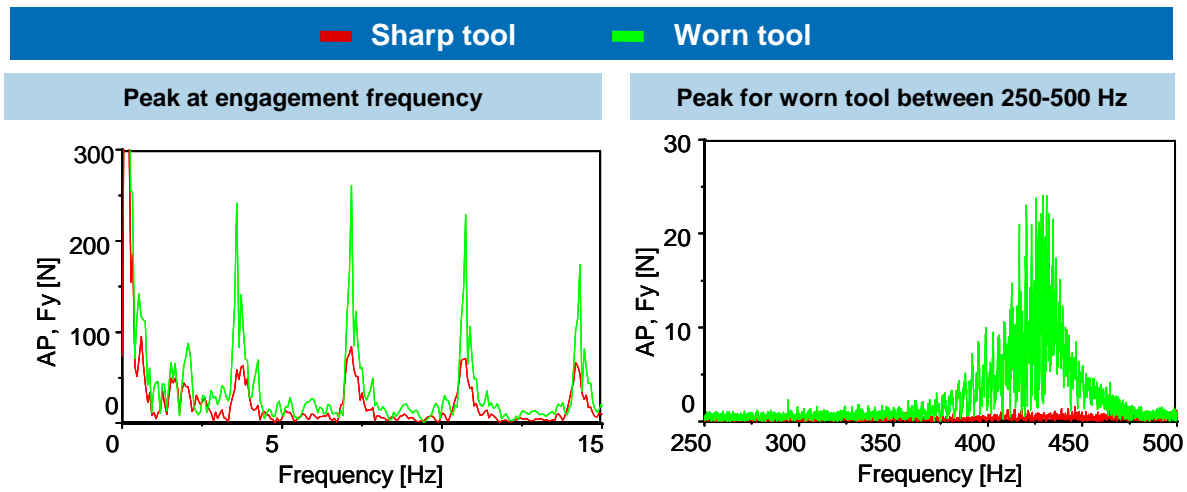 Sharp tool Worn tool
Peak at engagement frequency
Peak for worn tool between 250-500 Hz
300
200
100
0
AP, Fy [N]
0 5 10 15
Frequency [Hz]
30
20
10
0
AP, Fy [N]
250 300 350 400 450 500
Frequency [Hz]